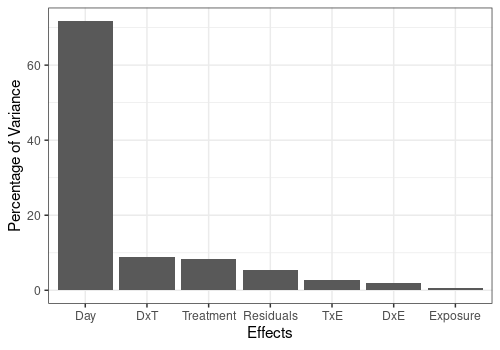 Percentage of Variance
60
40
20
0
Day DxT Treatment Residuals TxE DxE Exposure
Effects